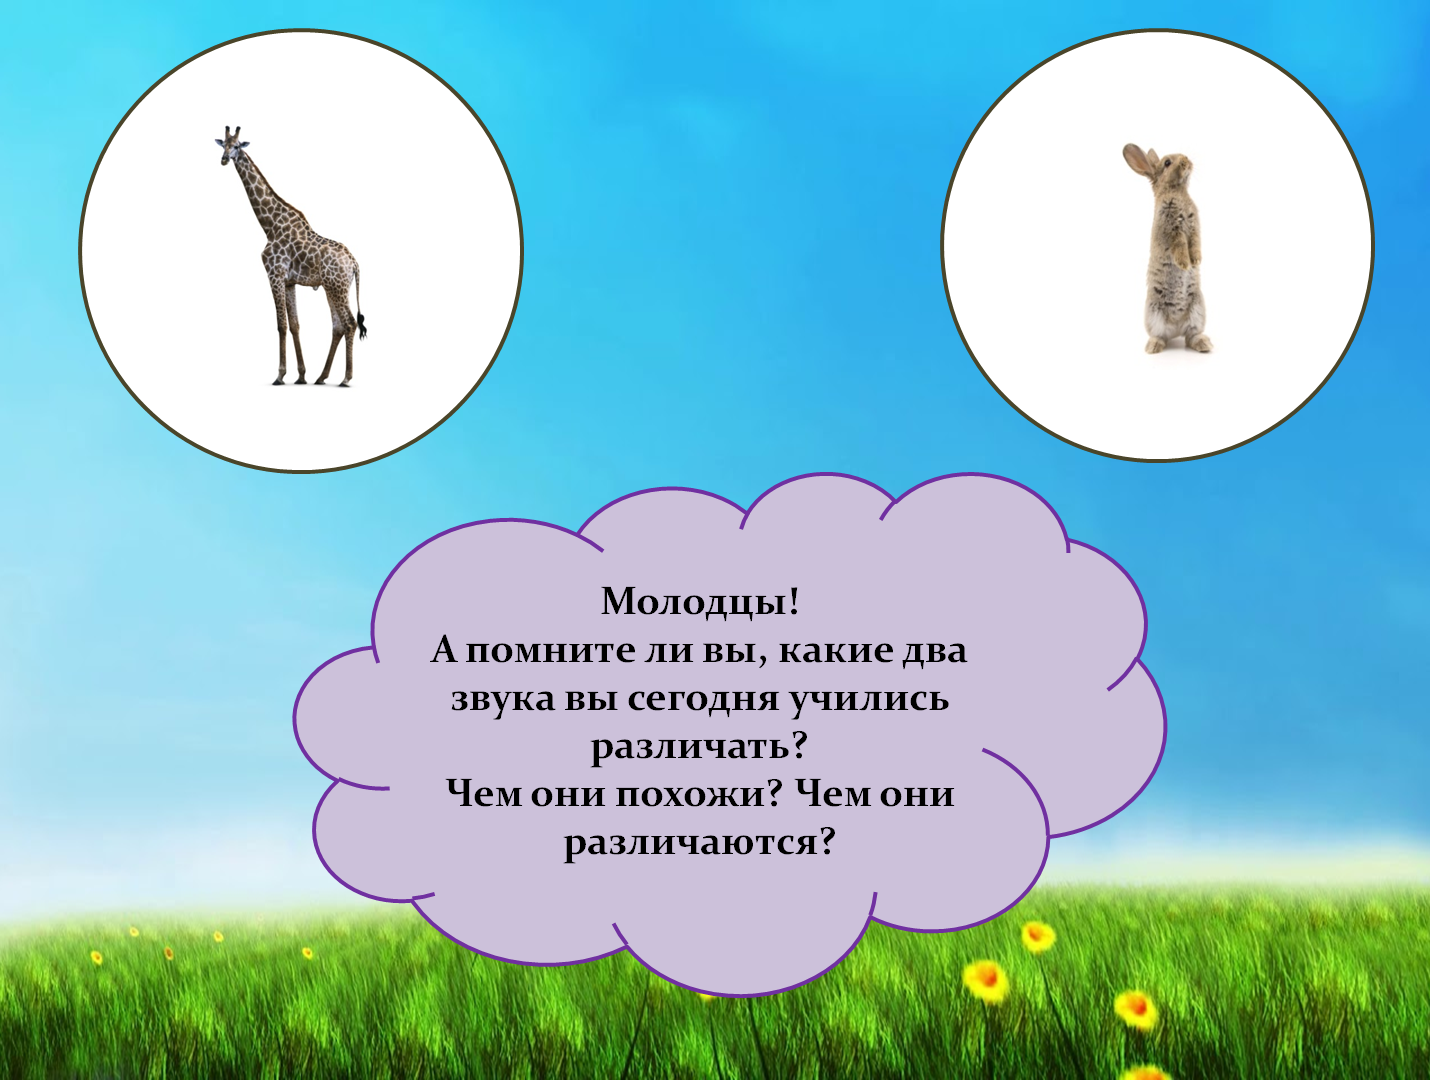 Молодцы!
А помните ли вы, какие два
звука вы сегодня учились
различать?
Чем они похожи? Чем они
различаются?